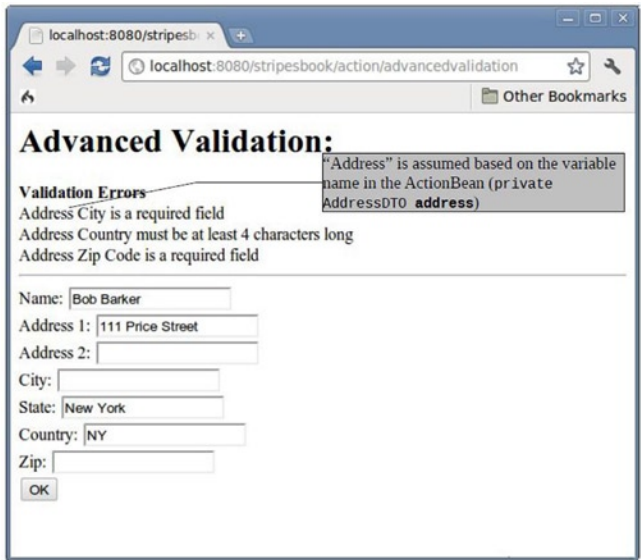 localhost:8080/stripesb
localhost:8080/stripesbook/action/advancedvalidation
Other Bookmarks
Advanced Validation:
"Address" is assumed based on the variable
name in the ActionBean (private
AddressDTO address)
Validation Errors
Address City is a required field
Address Country must be at least 4 characters long
Address Zip Code is a required field
Name: Bob Barker
Address 1: 111 Price Street
Address 2:
City:
State: New York
Country: NY
Zip:
OK